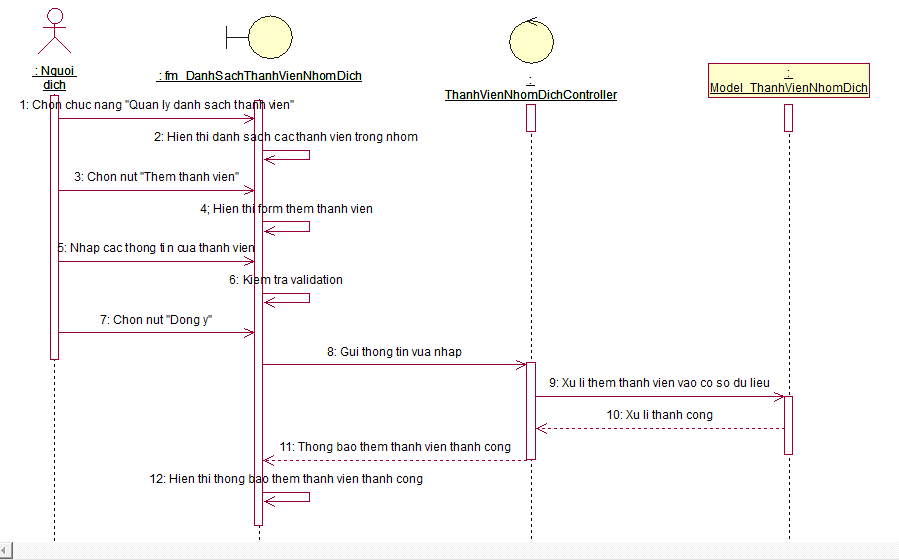 : Nguoi
dich
: fm_DanhSachThanhVienNhomDich
:
ThanhVienNhomDichController
:
Model_ThanhVienNhomDich
1: Chon chuc nang "Quan ly danh sach thanh vien"
2: Hien thi danh sach cac thanh vien trong nhom
3: Chon nut "Them thanh vien"
4; Hien thi form them thanh vien
5: Nhap cac thong tin cua thanh vien
6: Kiem tra validation
7: Chon nut "Dong y"
8: Gui thong tin vua nhap
9: Xu li them thanh vien vao co so du lieu
10: Xu li thanh cong
11: Thong bao them thanh vien thanh cong
12: Hien thi thong bao them thanh vien thanh cong